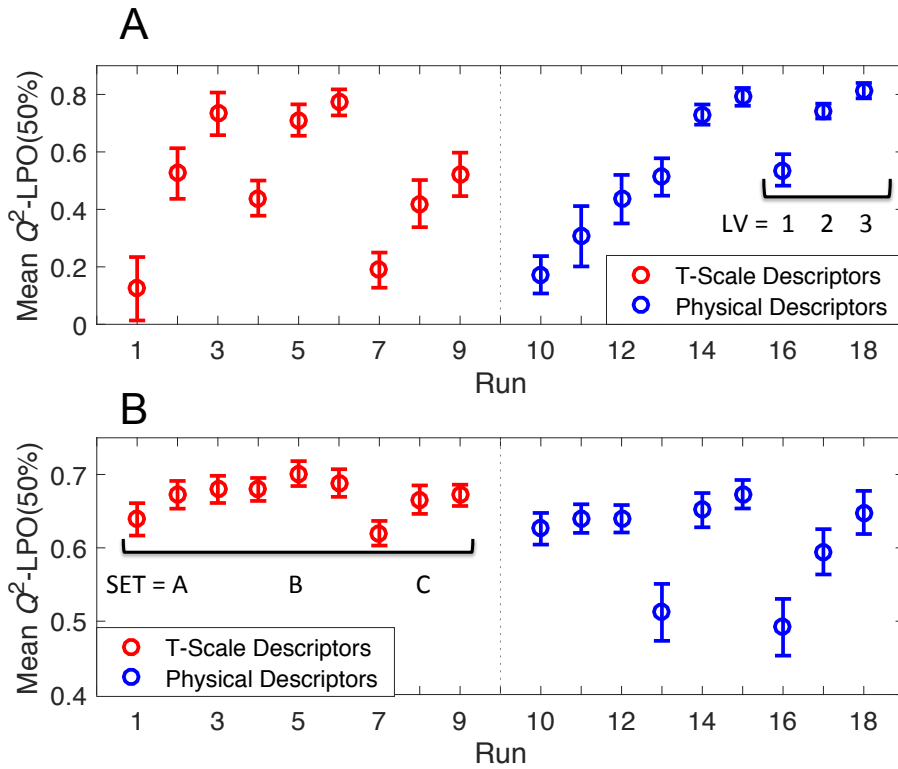 A
Mean Q²-LPO(50%)
0.8
0.6
0.4
0.2
0
LV = 1 2 3
T-Scale Descriptors
Physical Descriptors
1 3 5 7 9 10 12 14 16 18
Run
B
Mean Q²-LPO(50%)
0.7
0.6
0.5
0.4
SET = A B C
T-Scale Descriptors
Physical Descriptors
1 3 5 7 9 10 12 14 16 18
Run